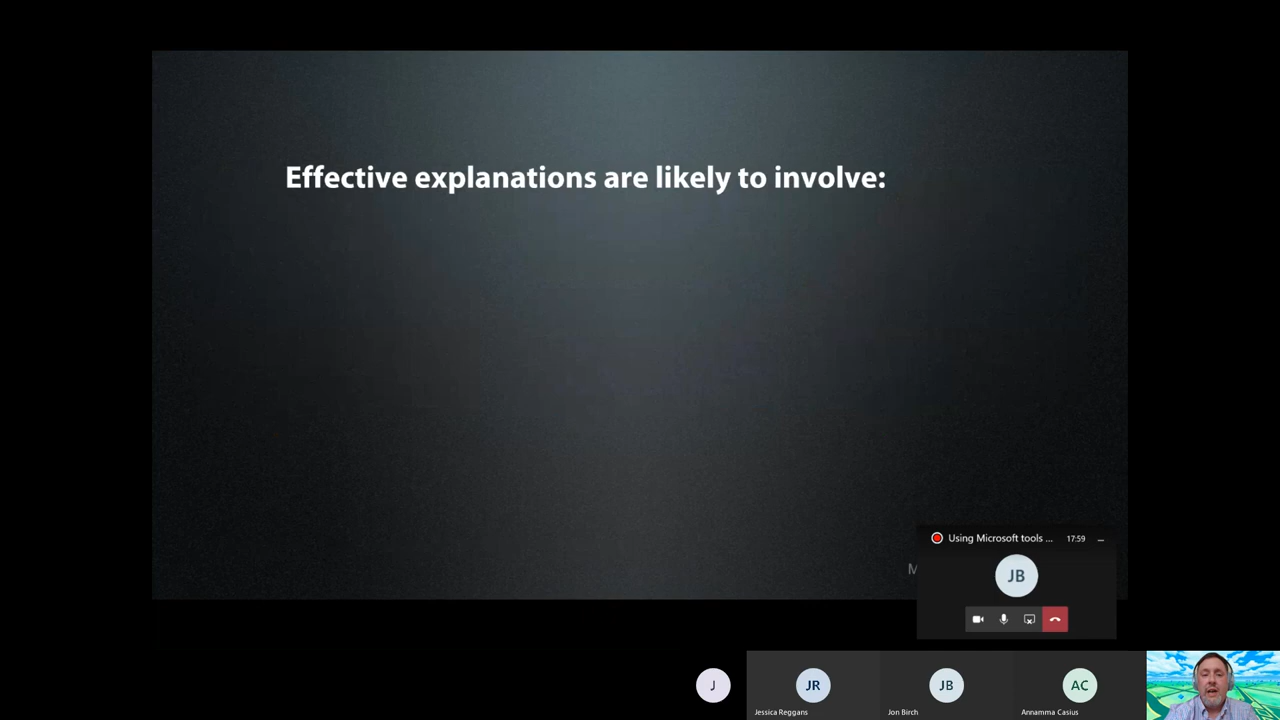 Effective explanations are likely to involve:
Using Microsoft tools ...
17:59
JB
M
J
JR
JB
AC
Jessica Reggans
Jon Birch
Annamma Casius